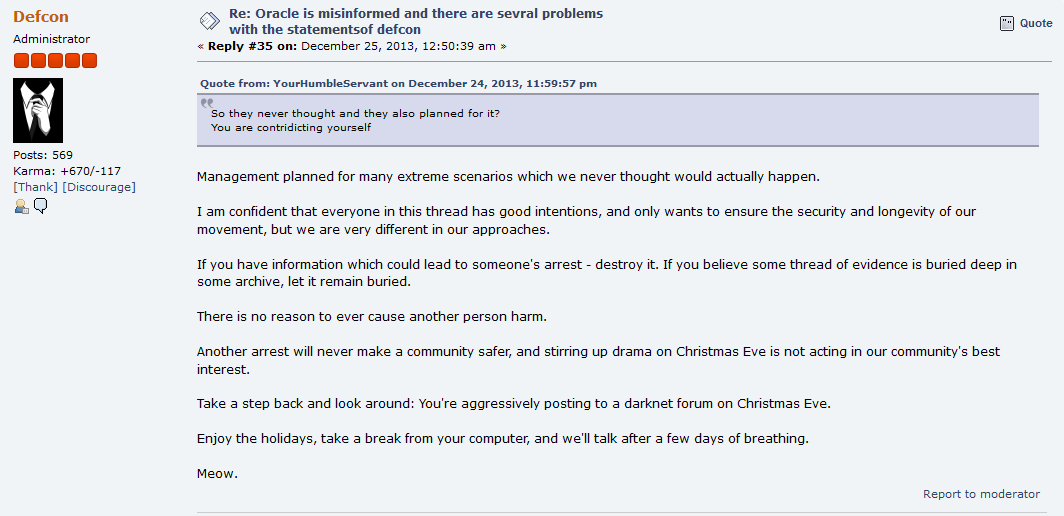 Defcon
Administrator
Posts: 569
Karma: +670/-117
[Thank] [Discourage]
Re: Oracle is misinformed and there are sevral problems
with the statementsof defcon
« Reply #35 on: December 25, 2013, 12:50:39 am »
Quote
Quote from: YourHumbleServant on December 24, 2013, 11:59:57 pm
So they never thought and they also planned for it?
You are contridicting yourself
Management planned for many extreme scenarios which we never thought would actually happen.
I am confident that everyone in this thread has good intentions, and only wants to ensure the security and longevity of our
movement, but we are very different in our approaches.
If you have information which could lead to someone's arrest - destroy it. If you believe some thread of evidence is buried deep in
some archive, let it remain buried.
There is no reason to ever cause another person harm.
Another arrest will never make a community safer, and stirring up drama on Christmas Eve is not acting in our community's best
interest.
Take a step back and look around: You're aggressively posting to a darknet forum on Christmas Eve.
Enjoy the holidays, take a break from your computer, and we'll talk after a few days of breathing.
Meow.
Report to moderator